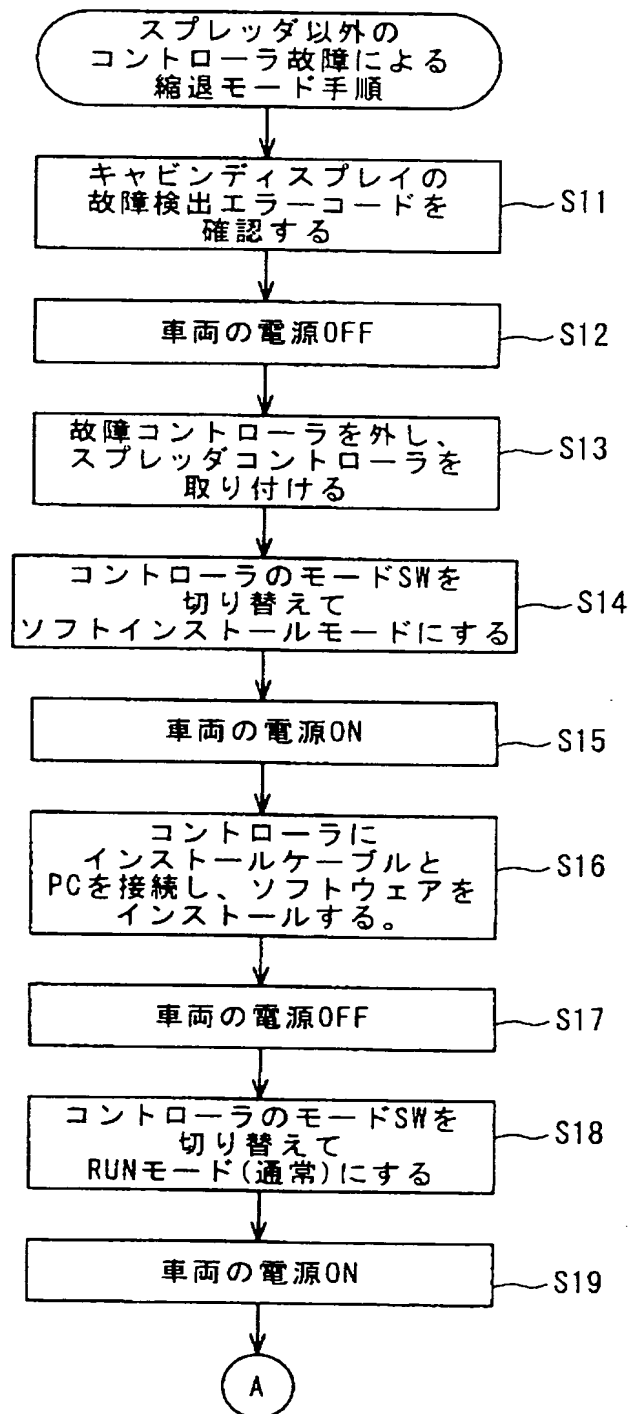 スプレッダ以外の
コントローラ故障による
縮退モード手順
キャビンディスプレイの
故障検出エラーコードを
確認する
S11
車両の電源OFF
S12
故障コントローラを外し、
スプレッダコントローラを
取り付ける
S13
コントローラのモードSWを
切り替えて
ソフトインストールモードにする
S14
車両の電源ON
S15
コントローラに
インストールケーブルと
PCを接続し、ソフトウェアを
インストールする。
S16
車両の電源OFF
S17
コントローラのモードSWを
切り替えて
RUNモード(通常)にする
S18
車両の電源ON
S19
A